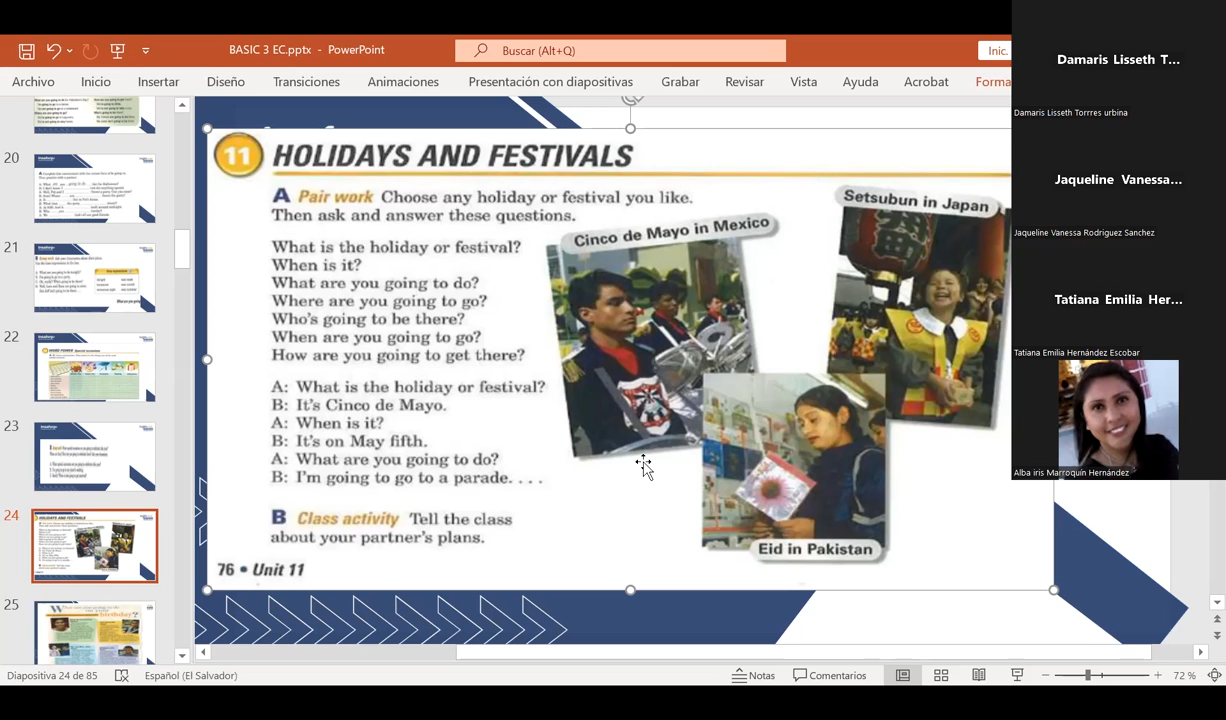 BASIC 3 EC.pptx - PowerPoint
Buscar (Alt+Q)
Inic.
Archivo Inicio Insertar Diseño Transiciones Animaciones Presentación con diapositivas Grabar Revisar Vista Ayuda Acrobat Forma
20
21
22
23
24
25
11 HOLIDAYS AND FESTIVALS
A Pair work Choose any holiday or festival you like.
Then ask and answer these questions.
What is the holiday or festival?
When is it?
What are you going to do?
Where are you going to go?
Who's going to be there?
When are you going to go?
How are you going to get there?
A: What is the holiday or festival?
B: It's Cinco de Mayo.
A: When is it?
B: It's on May fifth.
A: What are you going to do?
B: I'm going to go to a parade. . . .
B Class activity Tell the class
about your partner's plans.
76 • Unit 11
Cinco de Mayo in Mexico
Setsubun in Japan
Eid in Pakistan
Damaris Lisseth T...
Damaris Lisseth Torrres urbina
Jaqueline Vanessa...
Jaqueline Vanessa Rodriguez Sanchez
Tatiana Emilia Her...
Tatiana Emilia Hernández Escobar
Alba iris Marroquín Hernández
Diapositiva 24 de 85
Español (El Salvador)
Notas
Comentarios
72 %